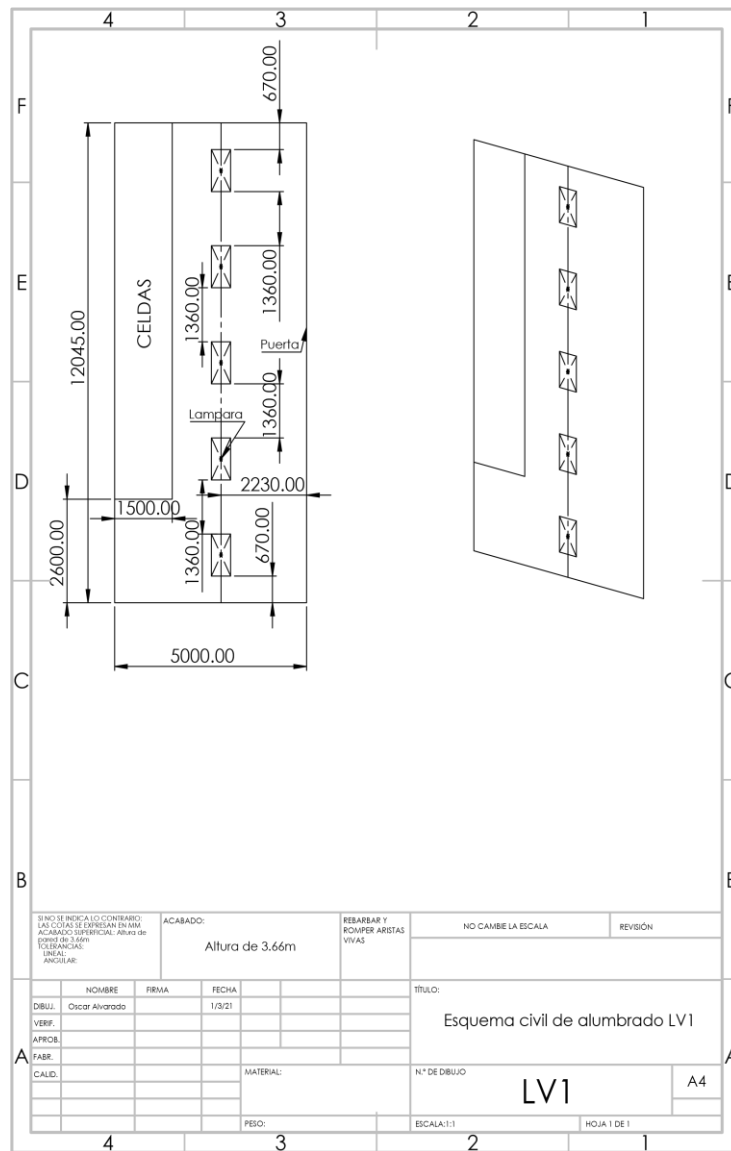 4
3
2
1
F
F
E
E
D
D
C
C
B
B
A
A
670.00
12045.00
CELDAS
1360.00
1360.00
Puerta
1360.00
Lampara
2230.00
1500.00
2600.00
1360.00
670.00
5000.00
SI NO SE INDICA LO CONTRARIO:
LAS COTAS SE EXPRESAN EN MM
ACABADO SUPERFICIAL: Altura de
pared de 3.66m
TOLERANCIAS:
LINEAL:
ANGULAR:
ACABADO:
Altura de 3.66m
REBARBAR Y
ROMPER ARISTAS
VIVAS
NO CAMBIE LA ESCALA
REVISIÓN
NOMBRE
FIRMA
FECHA
DIBUJ.
Oscar Alvarado
1/3/21
VERIF.
APROB.
FABR.
CALID.
TÍTULO:
Esquema civil de alumbrado LV1
MATERIAL:
N.º DE DIBUJO
LV1
A4
PESO:
ESCALA:1:1
HOJA 1 DE 1
4
3
2
1